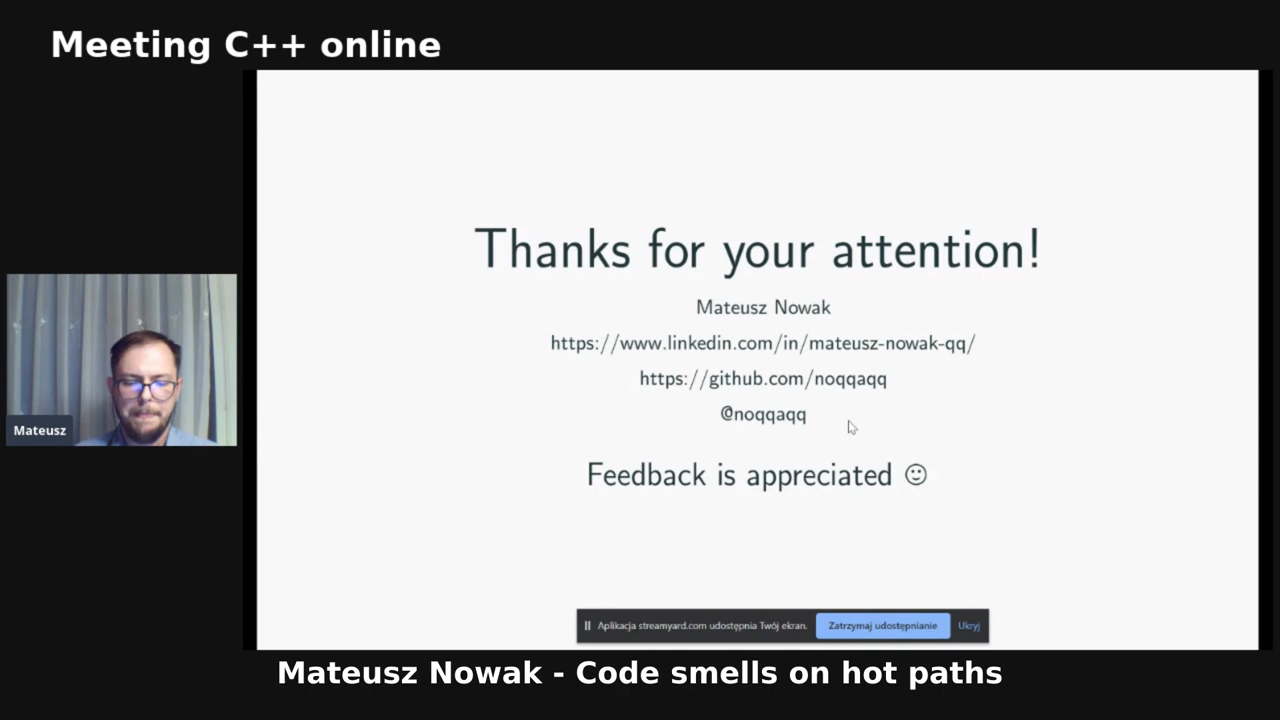 Meeting C++ online
Thanks for your attention!
Mateusz Nowak
https://www.linkedin.com/in/mateusz-nowak-qq/
https://github.com/noqqaqq
@noqqaqq
Feedback is appreciated ☺
Mateusz
Aplikacja streamyard.com udostępnia Twój ekran. Zatrzymaj udostępnianie Ukryj
Mateusz Nowak - Code smells on hot paths